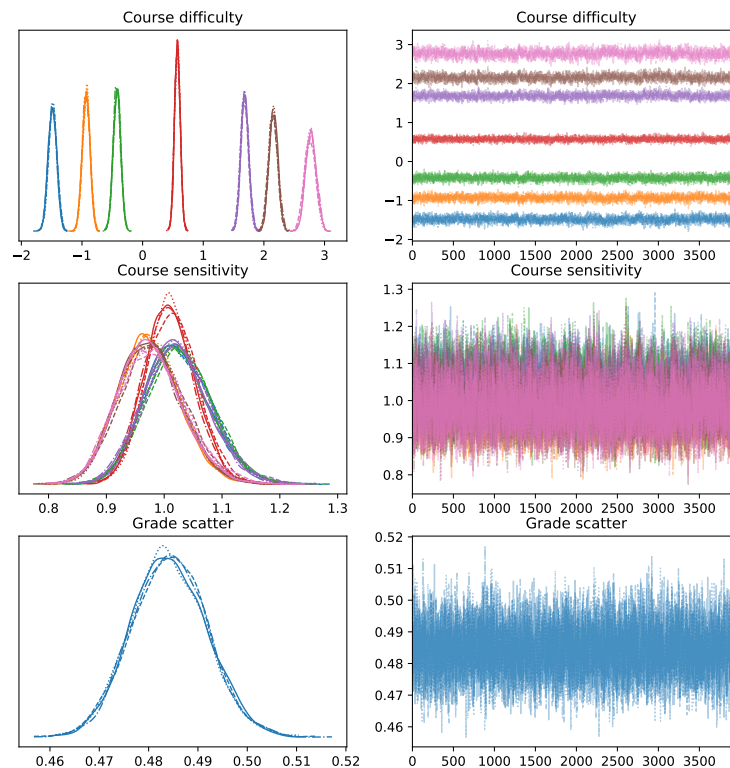 Course difficulty
Course difficulty
3
2
1
0
−1
−2
−2 −1 0 1 2 3
0 500 1000 1500 2000 2500 3000 3500
Course sensitivity
Course sensitivity
1.3
1.2
1.1
1.0
0.9
0.8
0.8 0.9 1.0 1.1 1.2 1.3
0 500 1000 1500 2000 2500 3000 3500
Grade scatter
Grade scatter
0.52
0.51
0.50
0.49
0.48
0.47
0.46
0.46 0.47 0.48 0.49 0.50 0.51 0.52
0 500 1000 1500 2000 2500 3000 3500